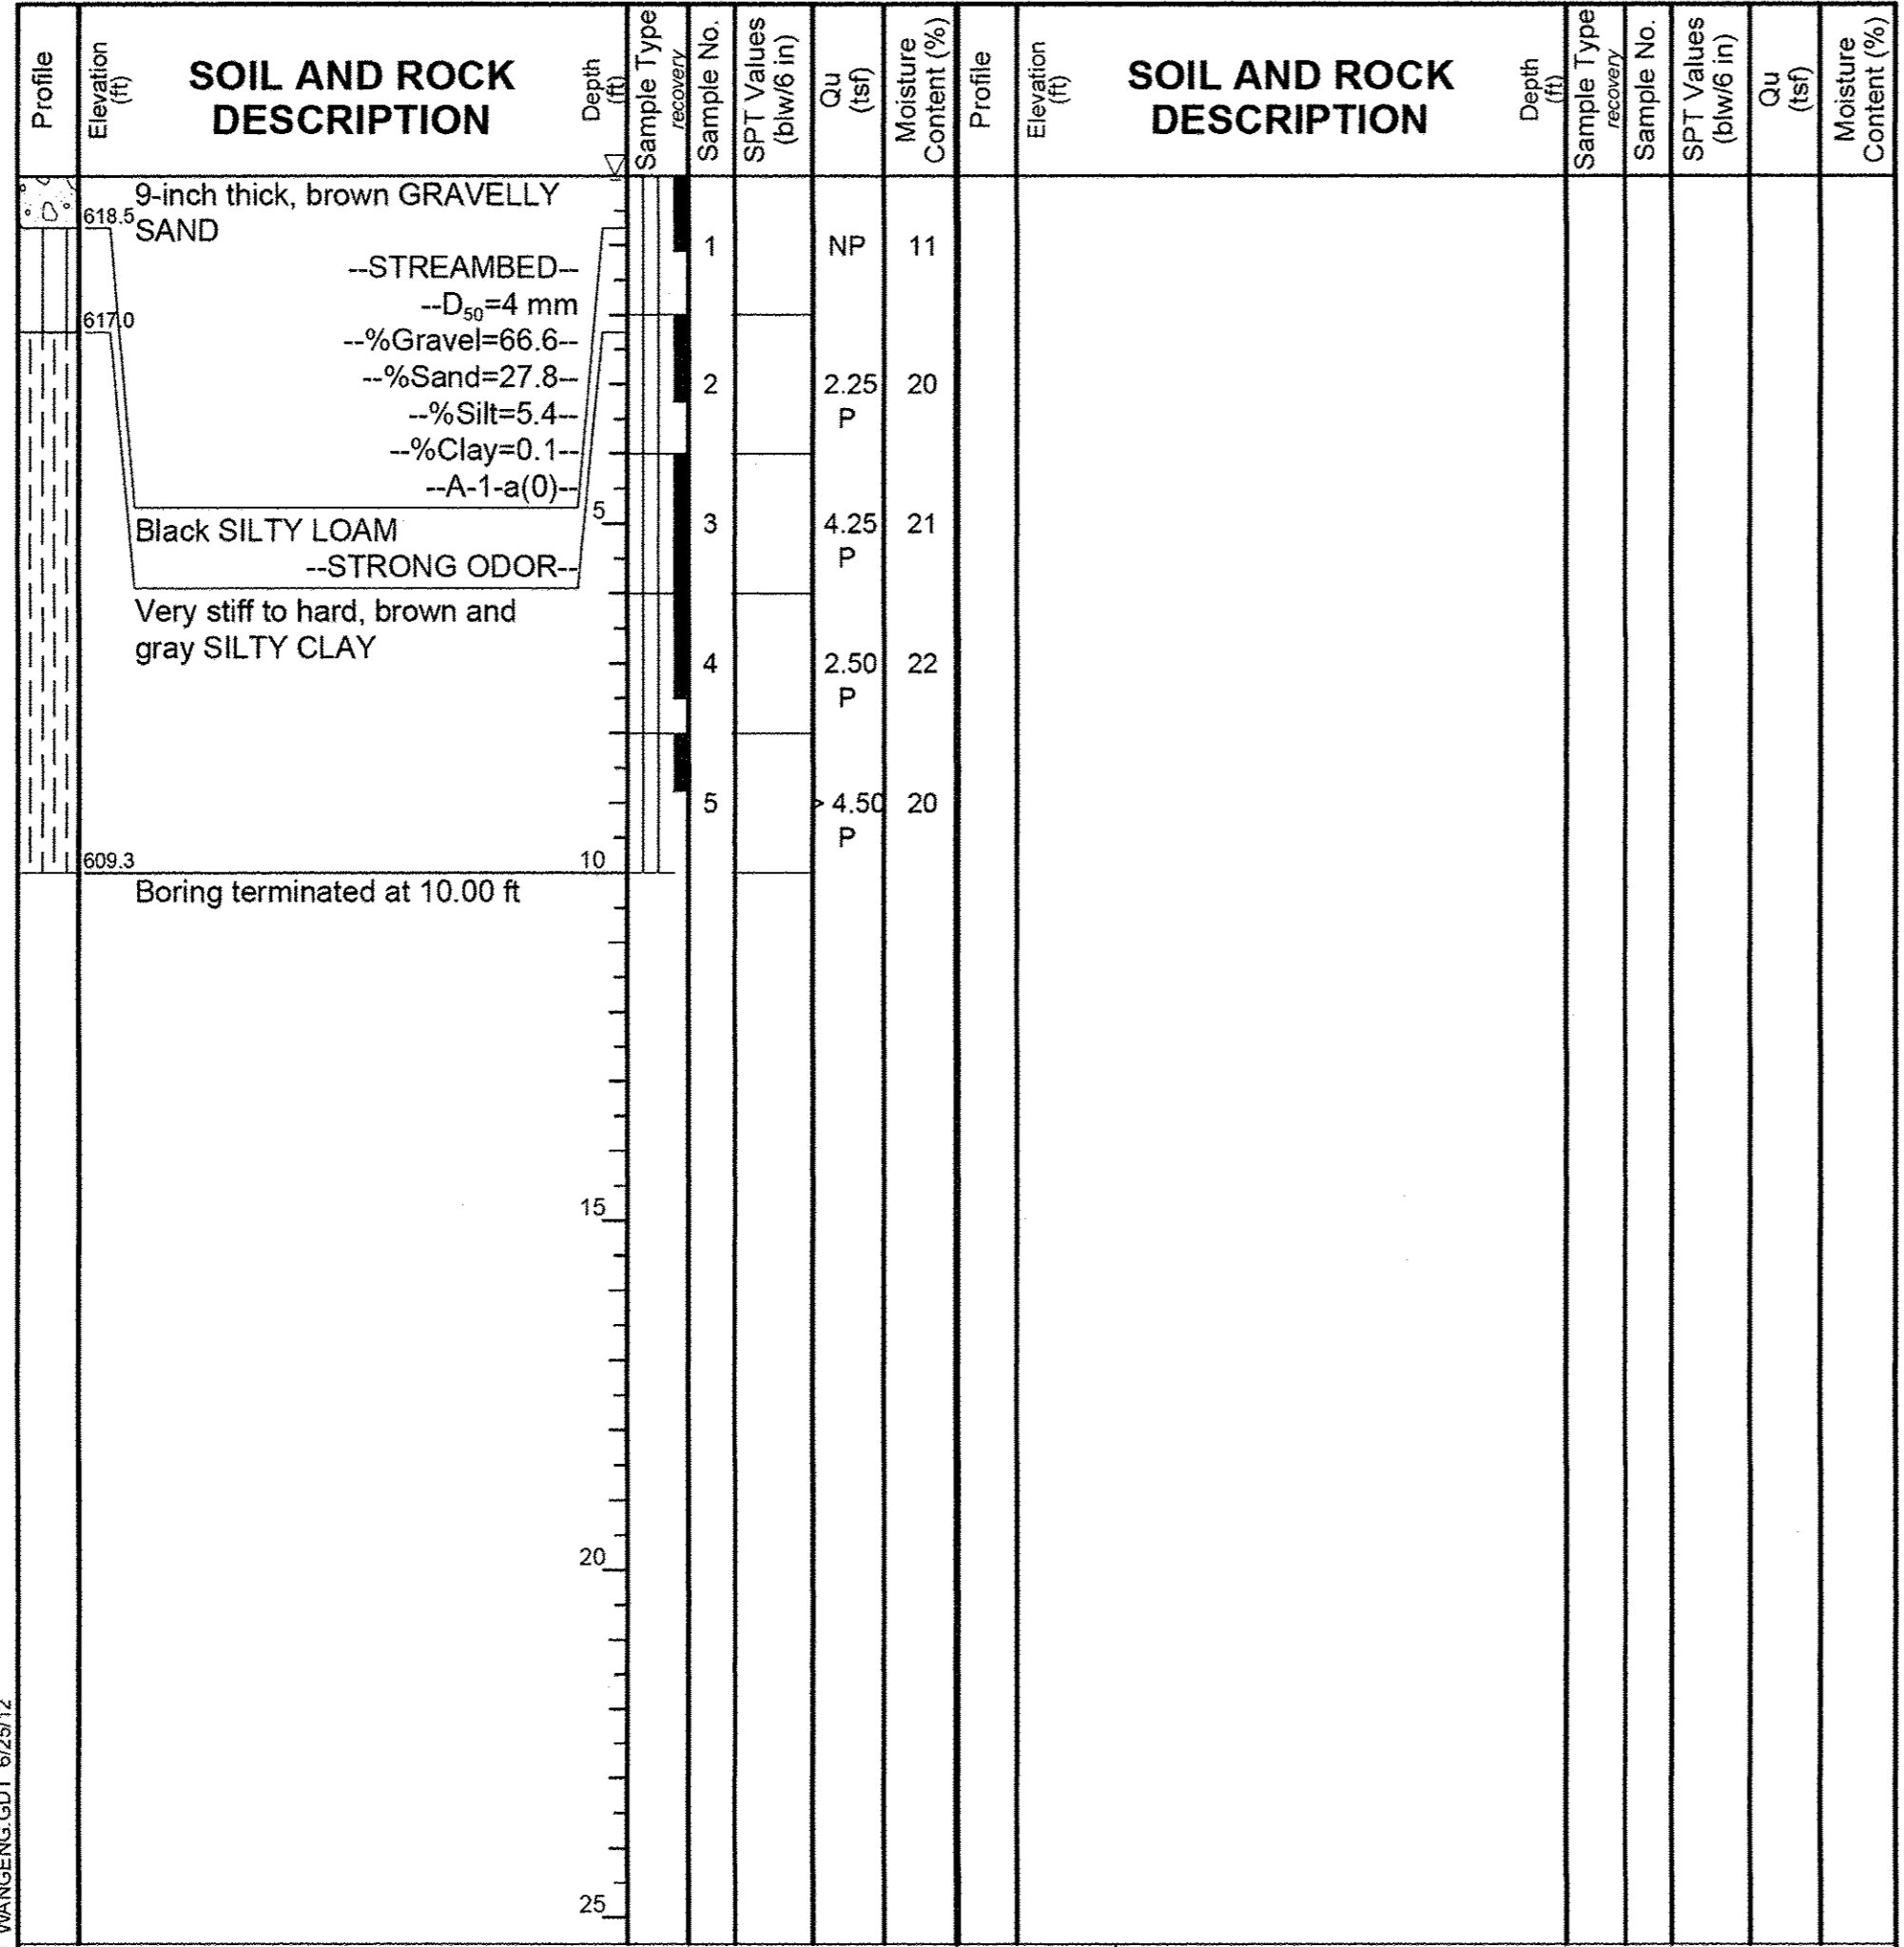 Profile
Elevation
(ft)
SOIL AND ROCK
DESCRIPTION
Depth
(ft)
Sample Type
recovery
Sample No.
SPT Values
(blw/6 in)
Qu
(tsf)
Moisture
Content (%)
Profile
Elevation
(ft)
SOIL AND ROCK
DESCRIPTION
Depth
(ft)
Sample Type
recovery
Sample No.
SPT Values
(blw/6 in)
Qu
(tsf)
Moisture
Content (%)
9-inch thick, brown GRAVELLY
618.5 SAND
1 NP 11
--STREAMBED--
--D50=4 mm
617.0
--%Gravel=66.6--
--%Sand=27.8--
2 2.25 20
P
--%Silt=5.4--
--%Clay=0.1--
--A-1-a(0)--
5
Black SILTY LOAM
3 4.25 21
P
--STRONG ODOR--
Very stiff to hard, brown and
gray SILTY CLAY
4 2.50 22
P
5 > 4.50 20
P
609.3 10
Boring terminated at 10.00 ft
15
20
25
WANGENG.GDT 6/25/12